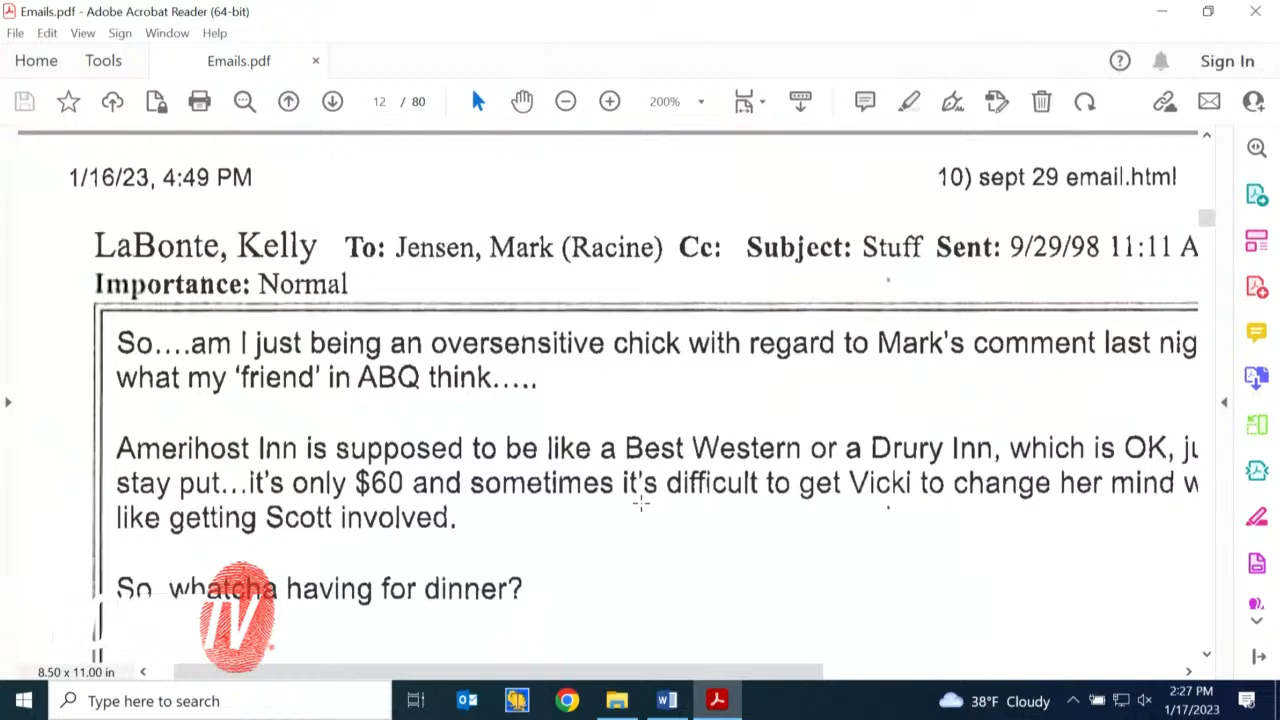 Emails.pdf - Adobe Acrobat Reader (64-bit)
File Edit View Sign Window Help
Home Tools Emails.pdf × Sign In
12 / 80 200%
1/16/23, 4:49 PM 10) sept 29 email.html
LaBonte, Kelly To: Jensen, Mark (Racine) Cc: Subject: Stuff Sent: 9/29/98 11:11 A
Importance: Normal
So....am I just being an oversensitive chick with regard to Mark's comment last nig
what my 'friend' in ABQ think.....
Amerihost Inn is supposed to be like a Best Western or a Drury Inn, which is OK, ju
stay put...it's only $60 and sometimes it's difficult to get Vicki to change her mind w
like getting Scott involved.
So whatcha having for dinner?
TV
8.50 x 11.00 in
Type here to search
38°F Cloudy
2:27 PM
1/17/2023